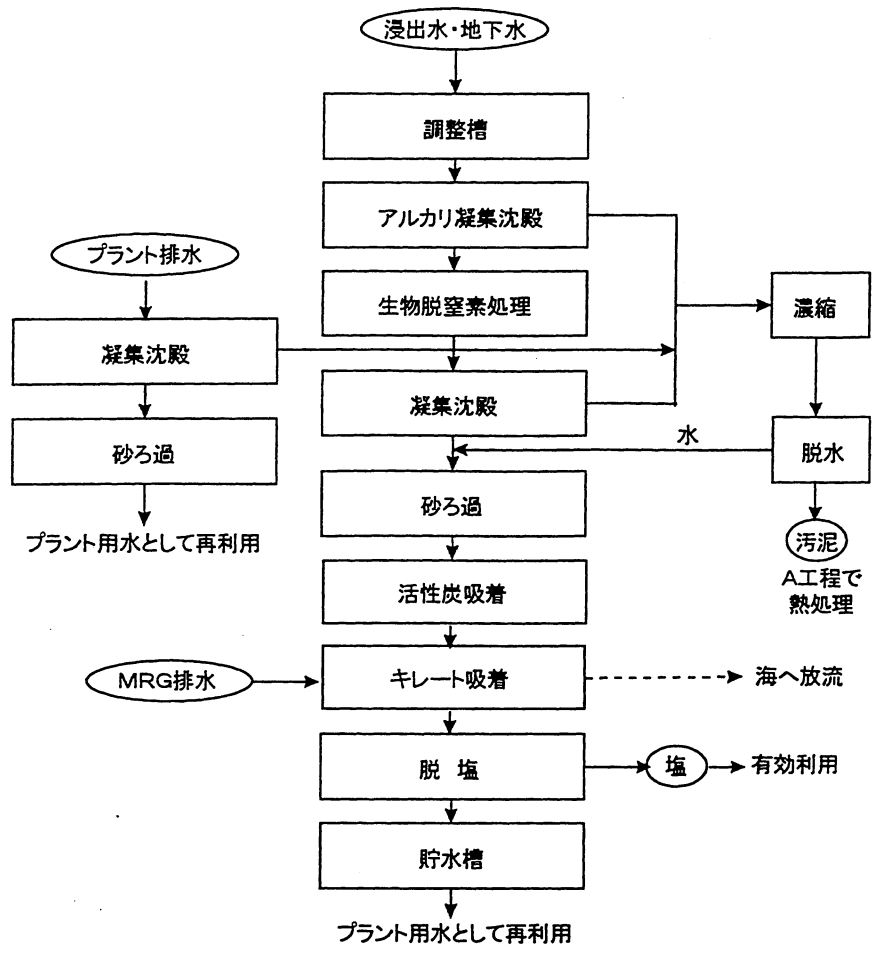 浸出水・地下水
調整槽
アルカリ凝集沈殿
プラント排水
生物脱窒素処理
濃縮
凝集沈殿
凝集沈殿
水
脱水
砂ろ過
砂ろ過
プラント用水として再利用
汚泥
A工程で
熱処理
活性炭吸着
MRG排水
キレート吸着
海へ放流
脱 塩
塩
有効利用
貯水槽
プラント用水として再利用